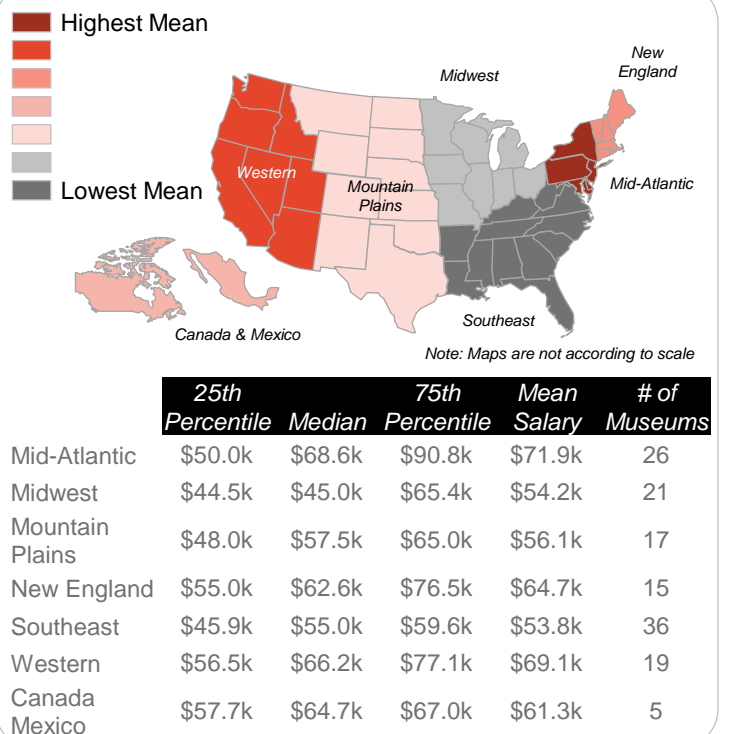 Highest Mean
Lowest Mean
New
England
Midwest
Western
Mountain
Plains
Mid-Atlantic
Southeast
Canada & Mexico
Note: Maps are not according to scale
25th 75th Mean # of
Percentile Median Percentile Salary Museums
Mid-Atlantic $50.0k $68.6k $90.8k $71.9k 26
Midwest $44.5k $45.0k $65.4k $54.2k 21
Mountain
Plains $48.0k $57.5k $65.0k $56.1k 17
New England $55.0k $62.6k $76.5k $64.7k 15
Southeast $45.9k $55.0k $59.6k $53.8k 36
Western $56.5k $66.2k $77.1k $69.1k 19
Canada
Mexico $57.7k $64.7k $67.0k $61.3k 5